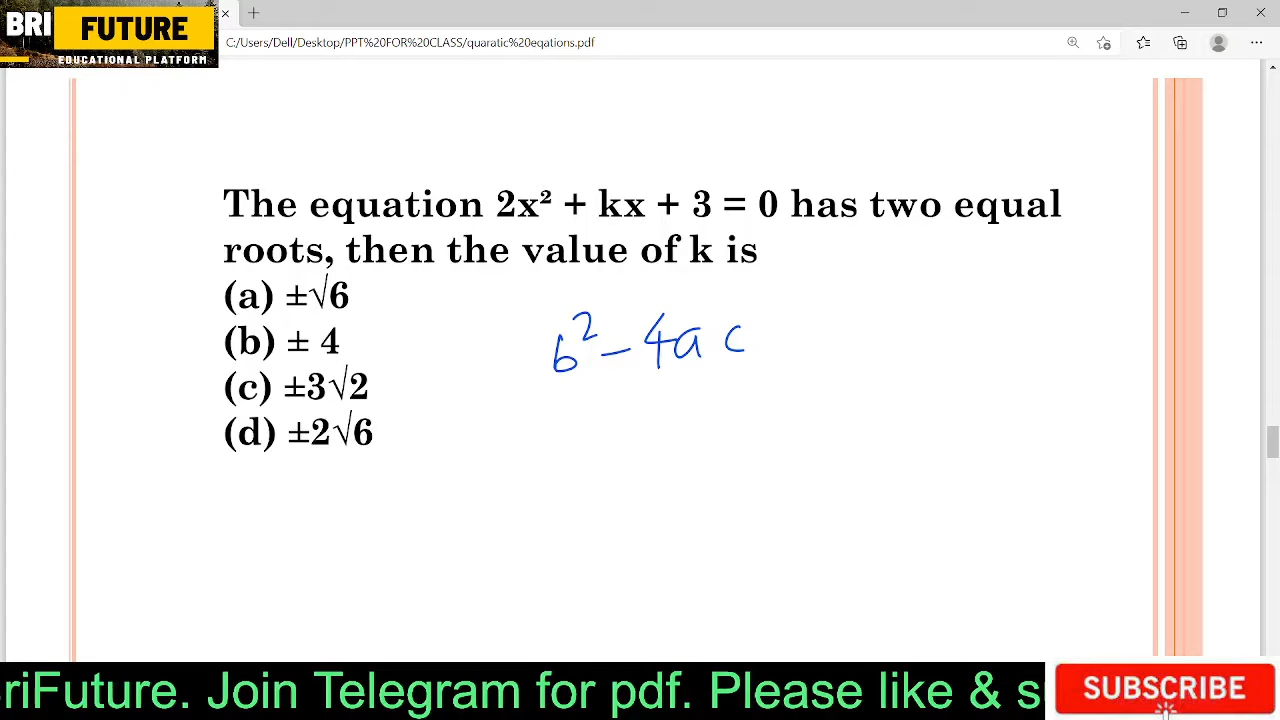 BRI FUTURE
EDUCATIONAL PLATFORM
C:/Users/Dell/Desktop/PPT%20FOR%20CLASS/quaratic%20eqations.pdf
The equation 2x² + kx + 3 = 0 has two equal
roots, then the value of k is
(a) ±√6
(b) ± 4
(c) ±3√2
(d) ±2√6
b² – 4ac
riFuture. Join Telegram for pdf. Please like & s
SUBSCRIBE